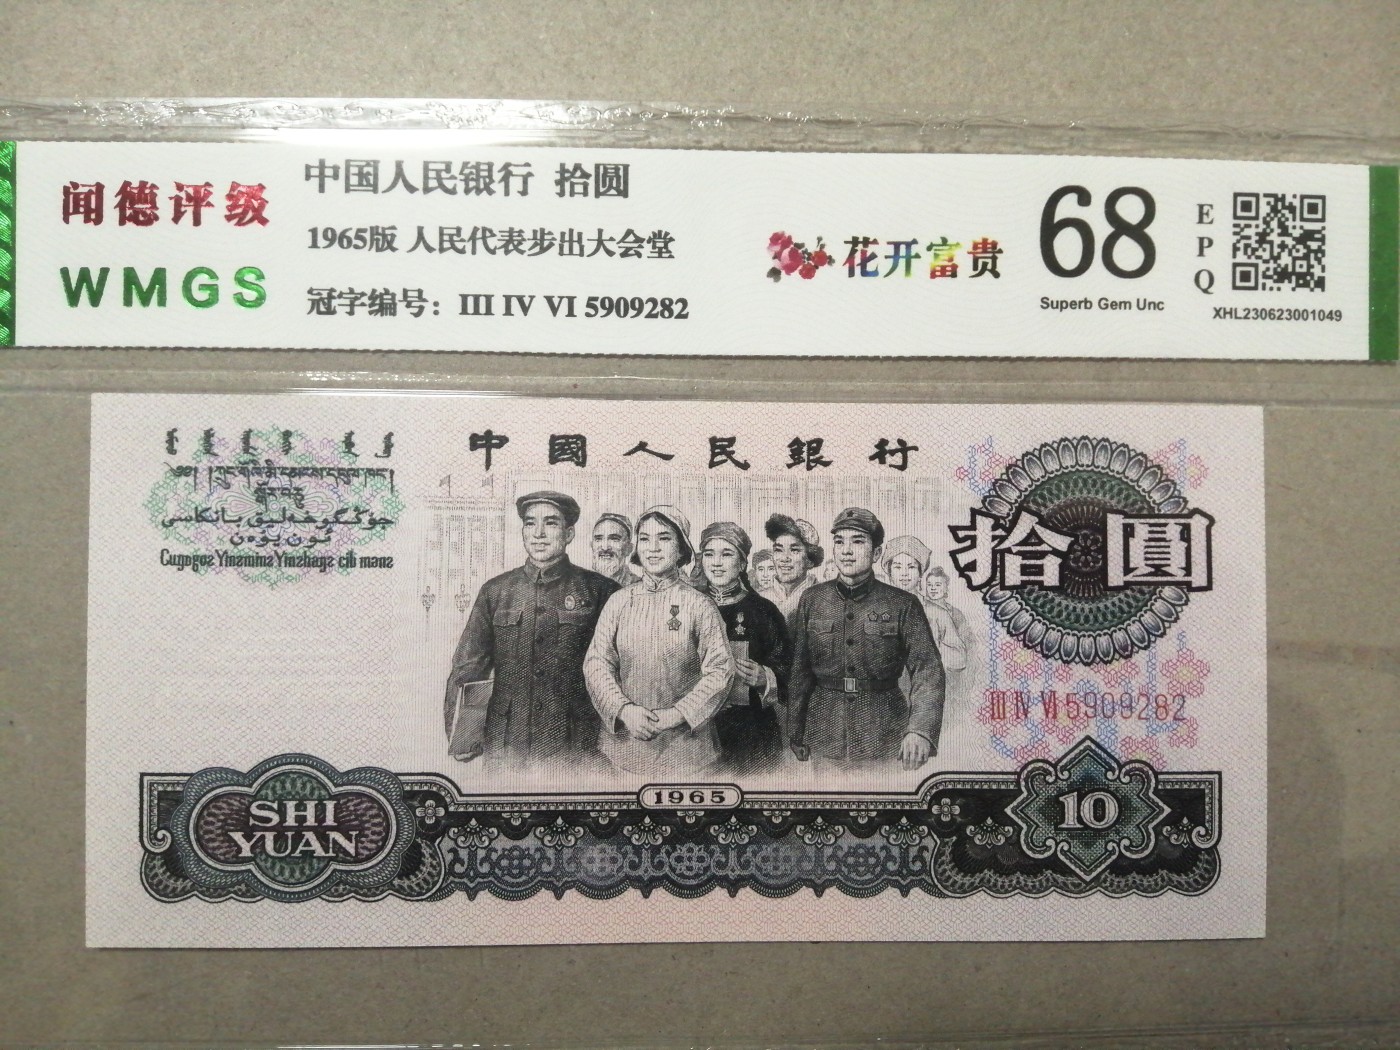 闻德评级
WMGS
中国人民银行 拾圆
1965版 人民代表步出大会堂
冠字编号：III IV VI 5909282
花开富贵
68
Superb Gem Unc
EPQ
XHL230623001049
中國人民銀行
拾圓
III IV VI 5909282
1965
SHI
YUAN
10